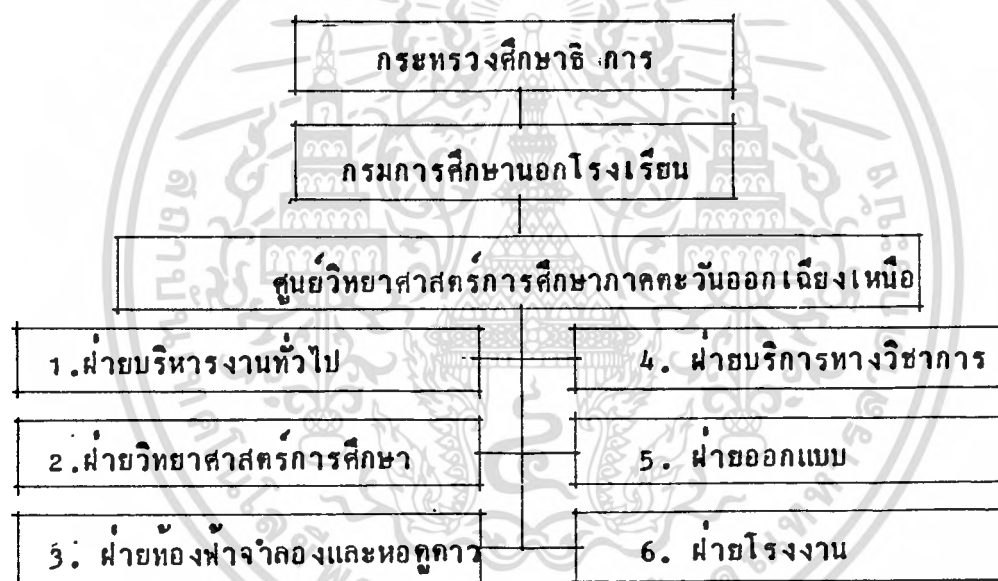 กระทรวงศึกษาธิการ
กรมการศึกษานอกโรงเรียน
ศูนย์วิทยาศาสตร์การศึกษาภาคตะวันออกเฉียงเหนือ
1.ฝ่ายบริหารงานทั่วไป
2.ฝ่ายวิทยาศาสตร์การศึกษา
3. ฝ่ายท้องฟ้าจำลองและหอดูดาว
4. ฝ่ายบริการทางวิชาการ
5. ฝ่ายออกแบบ
6. ฝ่ายโรงงาน